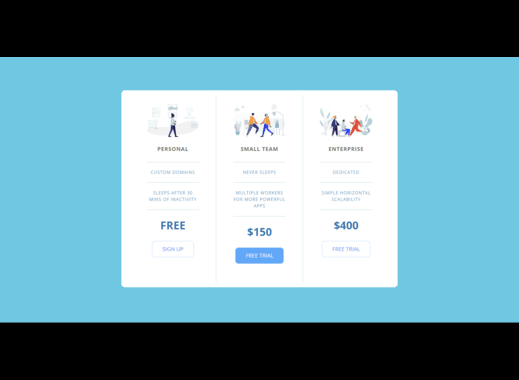 PERSONAL
CUSTOM DOMAINS
SLEEPS AFTER 30
MINS OF INACTIVITY
FREE
SIGN UP
SMALL TEAM
NEVER SLEEPS
MULTIPLE WORKERS
FOR MORE POWERFUL
APPS
$150
FREE TRIAL
ENTERPRISE
DEDICATED
SIMPLE HORIZONTAL
SCALABILITY
$400
FREE TRIAL